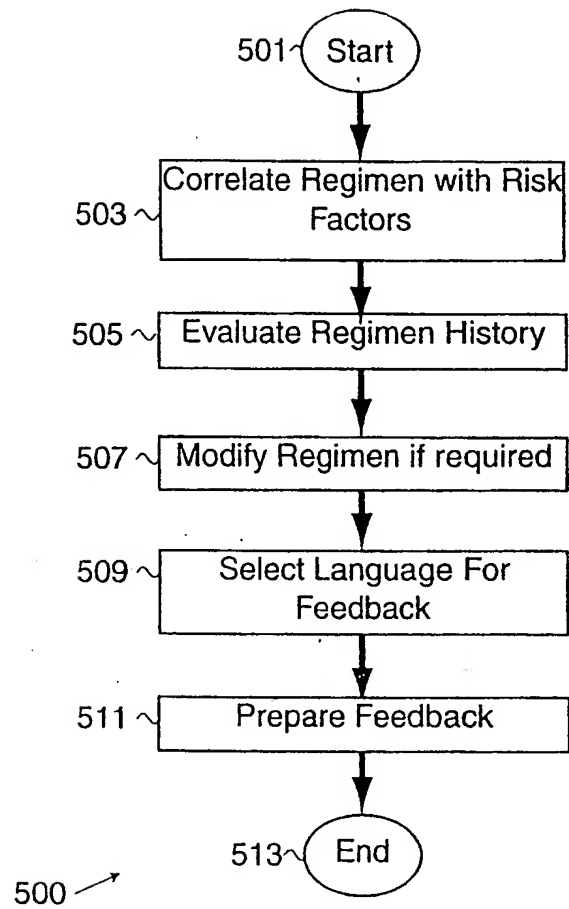 501 Start
503 Correlate Regimen with Risk
Factors
505 Evaluate Regimen History
507 Modify Regimen if required
509 Select Language For
Feedback
511 Prepare Feedback
513 End
500